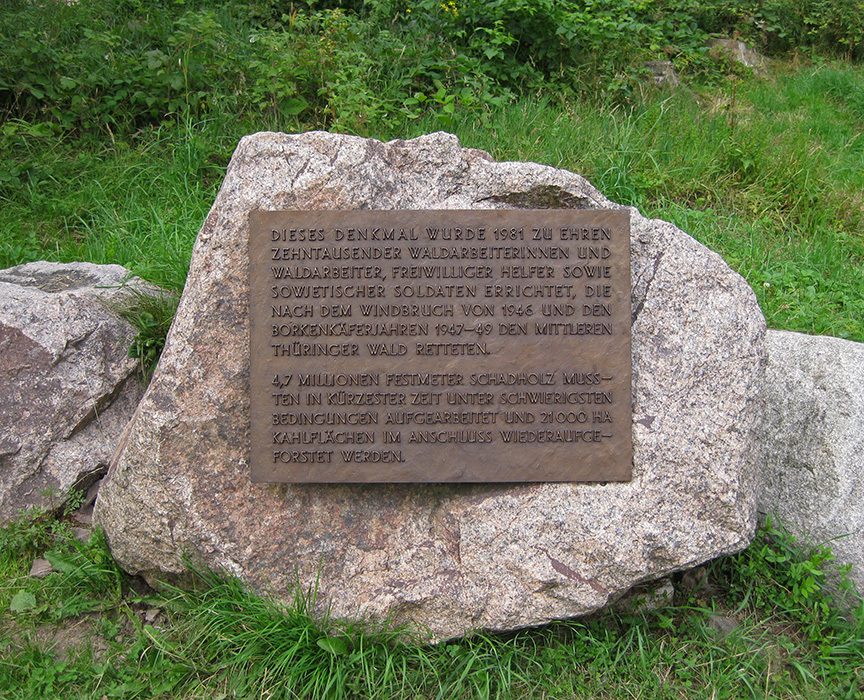 DIESES DENKMAL WURDE 1981 ZU EHREN
ZEHNTAUSENDER WALDARBEITERINNEN UND
WALDARBEITER, FREIWILLIGER HELFER SOWIE
SOWJETISCHER SOLDATEN ERRICHTET, DIE
NACH DEM WINDBRUCH VON 1946 UND DEN
BORKENKÄFERJAHREN 1947–49 DEN MITTLEREN
THÜRINGER WALD RETTETEN.
4,7 MILLIONEN FESTMETER SCHADHOLZ MUSS–
TEN IN KÜRZESTER ZEIT UNTER SCHWIERIGSTEN
BEDINGUNGEN AUFGEARBEITET UND 21 000 HA
KAHLFLÄCHEN IM ANSCHLUSS WIEDERAUFGE–
FORSTET WERDEN.